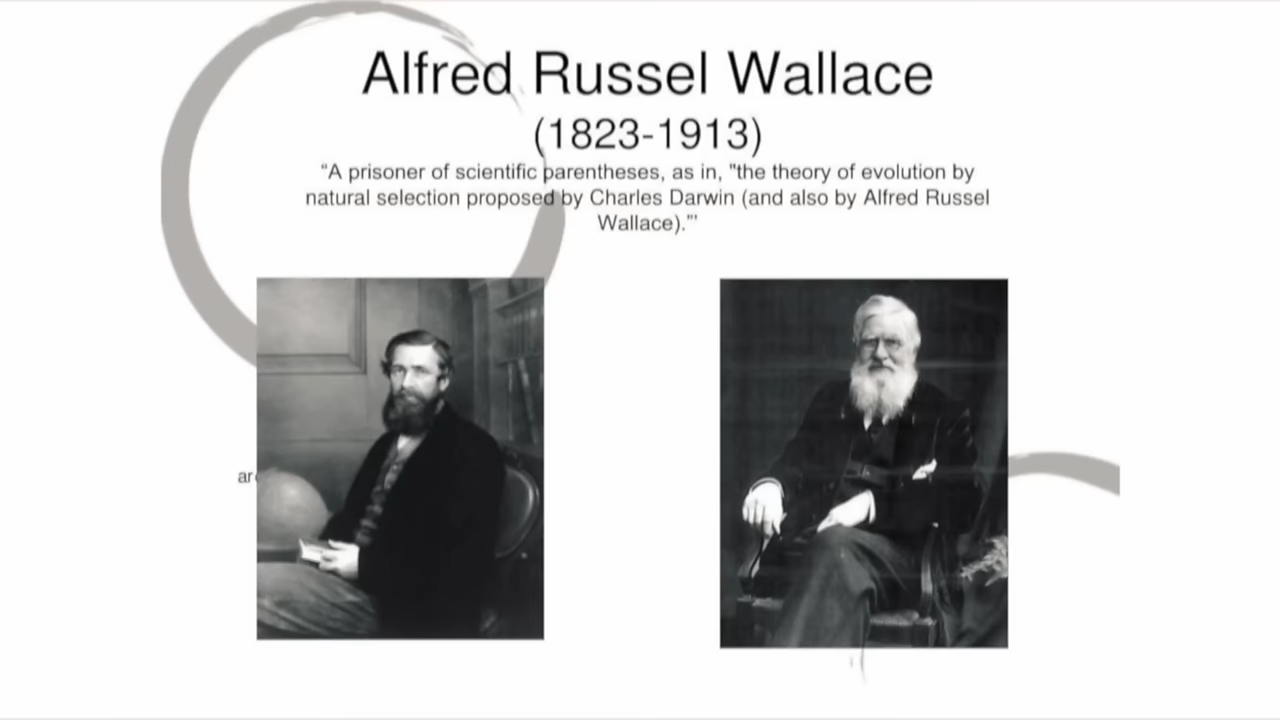 Alfred Russel Wallace
(1823-1913)
“A prisoner of scientific parentheses, as in, "the theory of evolution by
natural selection proposed by Charles Darwin (and also by Alfred Russel
Wallace).”’